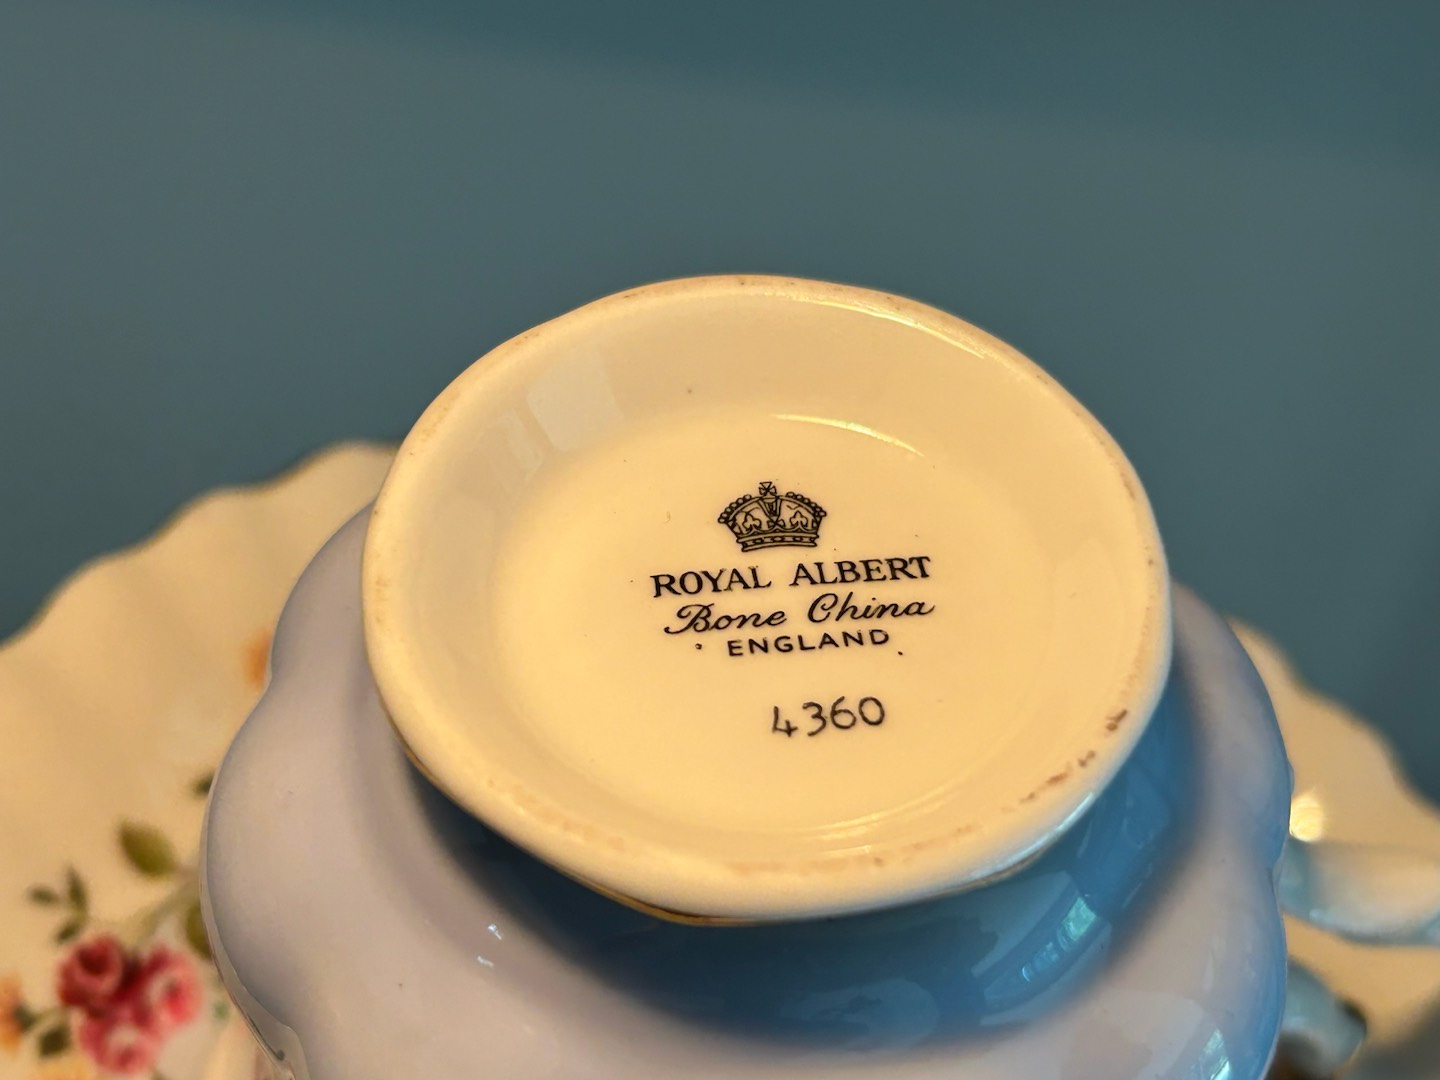 ROYAL ALBERT
Bone China
ENGLAND
4360